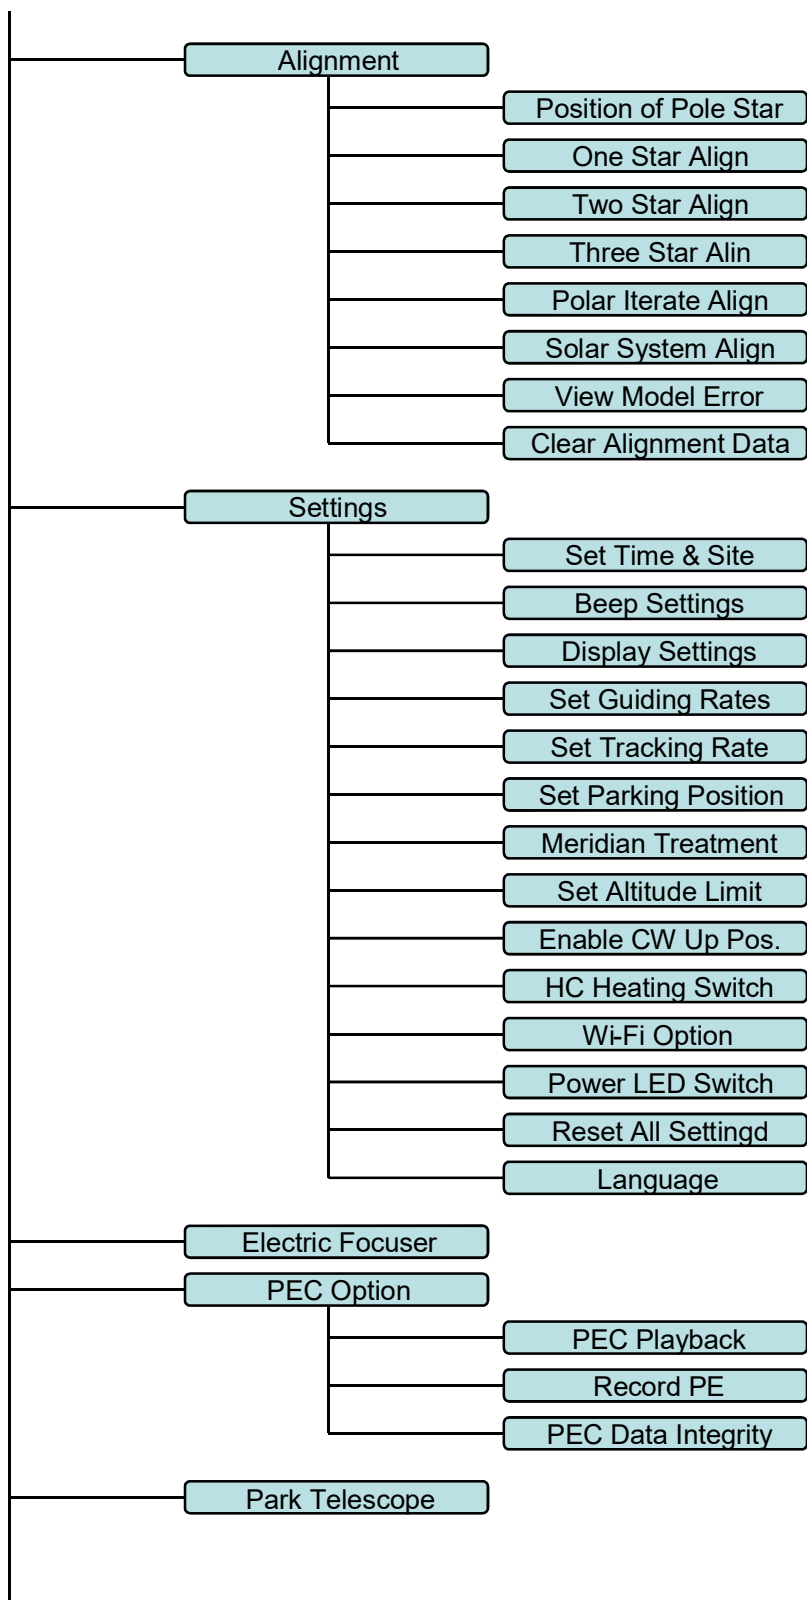 Alignment
Position of Pole Star
One Star Align
Two Star Align
Three Star Alin
Polar Iterate Align
Solar System Align
View Model Error
Clear Alignment Data
Settings
Set Time & Site
Beep Settings
Display Settings
Set Guiding Rates
Set Tracking Rate
Set Parking Position
Meridian Treatment
Set Altitude Limit
Enable CW Up Pos.
HC Heating Switch
Wi-Fi Option
Power LED Switch
Reset All Settingd
Language
Electric Focuser
PEC Option
PEC Playback
Record PE
PEC Data Integrity
Park Telescope